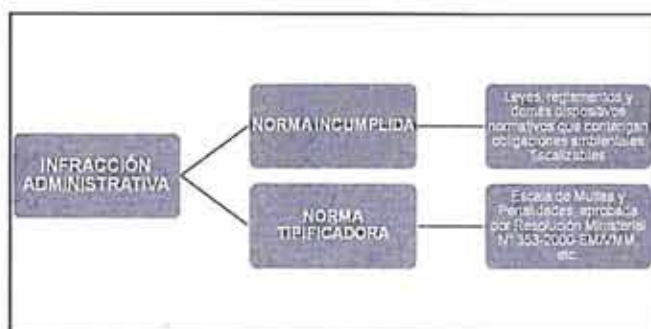 INFRACCIÓN
ADMINISTRATIVA
NORMA INCUMPLIDA
Leyes, reglamentos y
demás dispositivos
normativos que contengan
obligaciones ambientales
fiscalizables
NORMA
TIPIFICADORA
Escala de Multas y
Penalidades, aprobada
por Resolución Ministerial
N° 353-2000-EM/VMM,
etc.